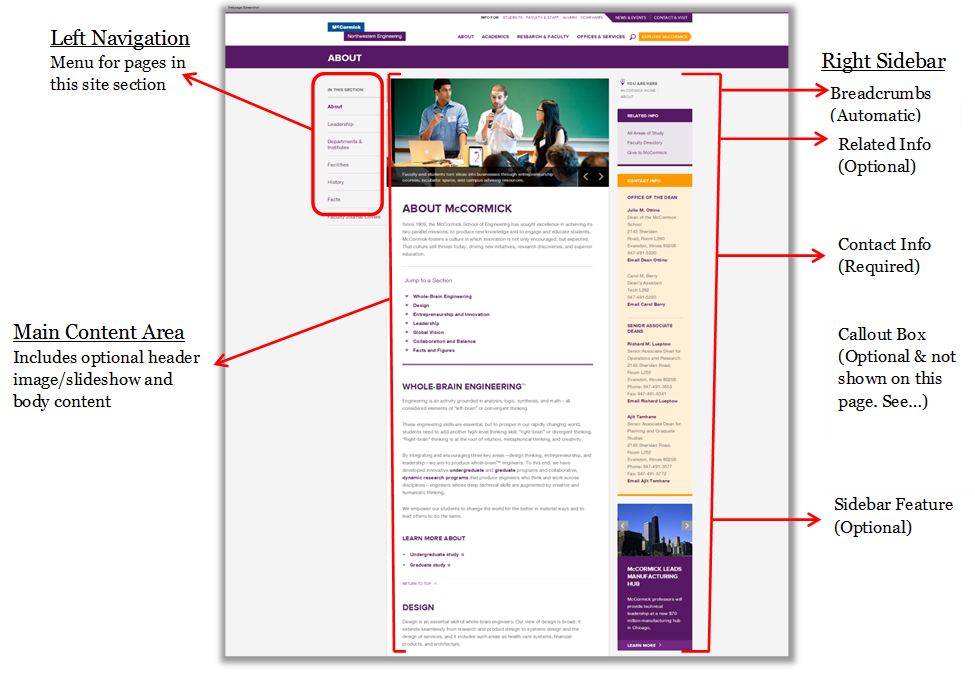 INFO FOR STUDENTS FACULTY & STAFF ALUMNI COMPANIES NEWS & EVENTS | CONTACT & VISIT
McCormick
Northwestern Engineering
ABOUT ACADEMICS RESEARCH & FACULTY OFFICES & SERVICES EXPLORE McCORMICK
ABOUT
Left Navigation
Menu for pages in
this site section
IN THIS SECTION
About
Leadership
Departments &
Institutes
Facilities
History
Facts
Faculty Journal Covers
Main Content Area
Includes optional header
image/slideshow and
body content
Faculty and students turn ideas into businesses through entrepreneurship
courses, incubator space, and campus advising resources.
ABOUT McCORMICK
Since 1909, the McCormick School of Engineering has sought excellence in achieving its
two parallel missions: to produce new knowledge and to engage and educate students.
McCormick fosters a culture in which innovation is not only encouraged, but expected.
That culture still thrives today, driving new initiatives, research discoveries, and superior
education.
Jump to a Section
Whole-Brain Engineering
Design
Entrepreneurship and Innovation
Leadership
Global Vision
Collaboration and Balance
Facts and Figures
WHOLE-BRAIN ENGINEERING™
Engineering is an activity grounded in analysis, logic, synthesis, and math—all
considered elements of "left brain" or convergent thinking.
These engineering skills are essential, but to prosper in our rapidly changing world,
students need to add another high-level thinking skill: "right brain" or divergent thinking.
"Right-brain" thinking is at the root of intuition, metaphorical thinking, and creativity.
By integrating and encouraging three key areas—design thinking, entrepreneurship, and
leadership—we aim to produce whole-brain™ engineers. To this end, we have
developed innovative undergraduate and graduate programs and collaborative,
dynamic research programs that produce engineers who think and work across
disciplines—engineers whose deep technical skills are augmented by creative and
humanistic thinking.
We empower our students to change the world for the better in material ways and to
lead others to do the same.
LEARN MORE ABOUT
Undergraduate study »
Graduate study »
RETURN TO TOP
DESIGN
Design is an essential skill of whole-brain engineers. Our view of design is broad: it
extends seamlessly from research and product design to systems design and the
design of services, and it includes such areas as health care systems, financial
products, and architecture.
YOU ARE HERE
McCORMICK HOME
ABOUT
RELATED INFO
All Areas of Study
Faculty Directory
Give to McCormick
CONTACT INFO
OFFICE OF THE DEAN
Julio M. Ottino
Dean of the McCormick
School
2145 Sheridan
Road, Room L260
Evanston, Illinois 60208
847-491-5220
Email Dean Ottino
Carol M. Berry
Dean's Assistant
Tech L262
847-491-5220
Email Carol Berry
SENIOR ASSOCIATE
DEANS
Richard M. Lueptow
Senior Associate Dean for
Operations and Research
2145 Sheridan Road,
Room L255
Evanston, Illinois 60208
Email Richard Lueptow
Ajit Tamhane
Senior Associate Dean for
Planning and Graduate
Studies
2145 Sheridan Road,
Room L252
Evanston, Illinois 60208
Email Ajit Tamhane
McCORMICK LEADS
MANUFACTURING
HUB
McCormick professors will
provide technical
leadership at a new $70
million manufacturing hub
in Chicago.
LEARN MORE
Right Sidebar
Breadcrumbs
(Automatic)
Related Info
(Optional)
Contact Info
(Required)
Callout Box
(Optional & not
shown on this
page. See...)
Sidebar Feature
(Optional)